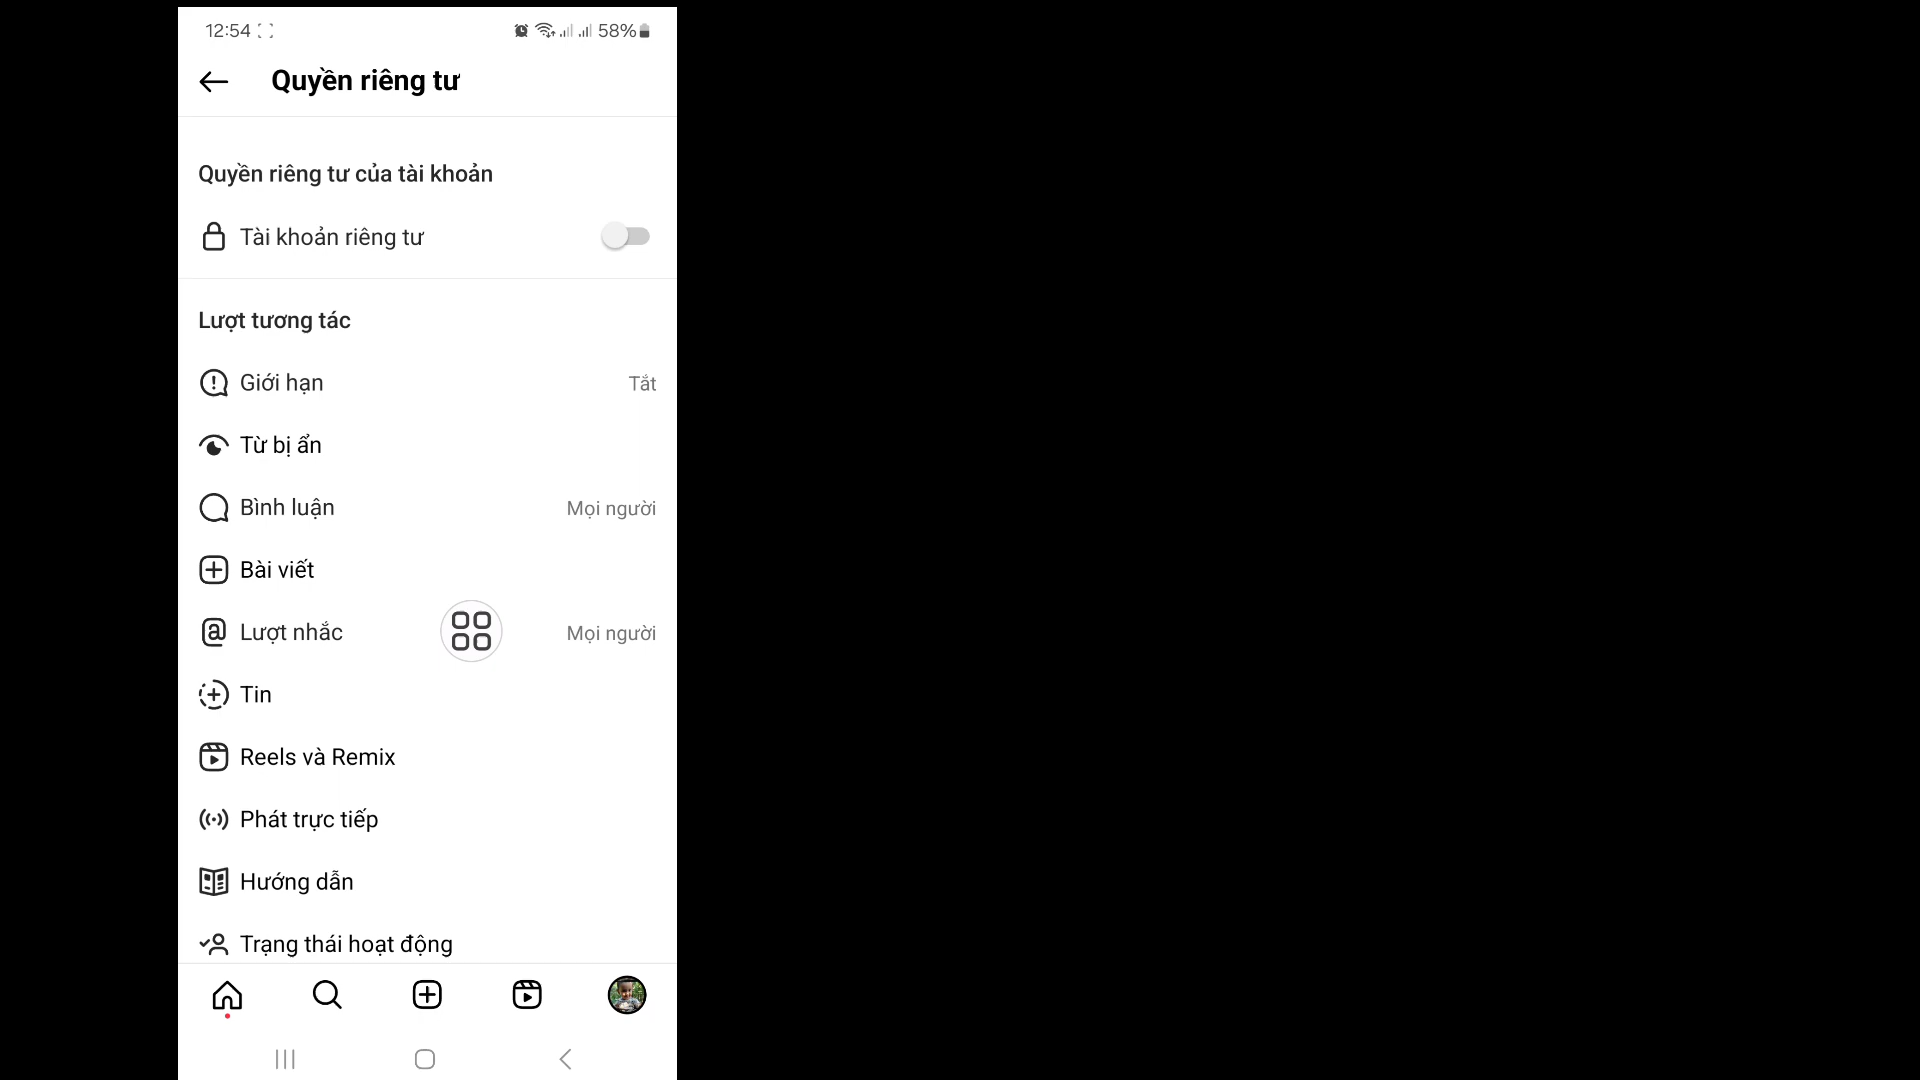 12:54 58%
Quyền riêng tư
Quyền riêng tư của tài khoản
Tài khoản riêng tư
Lượt tương tác
Giới hạn Tắt
Từ bị ẩn
Bình luận Mọi người
Bài viết
Lượt nhắc Mọi người
Tin
Reels và Remix
Phát trực tiếp
Hướng dẫn
Trạng thái hoạt động